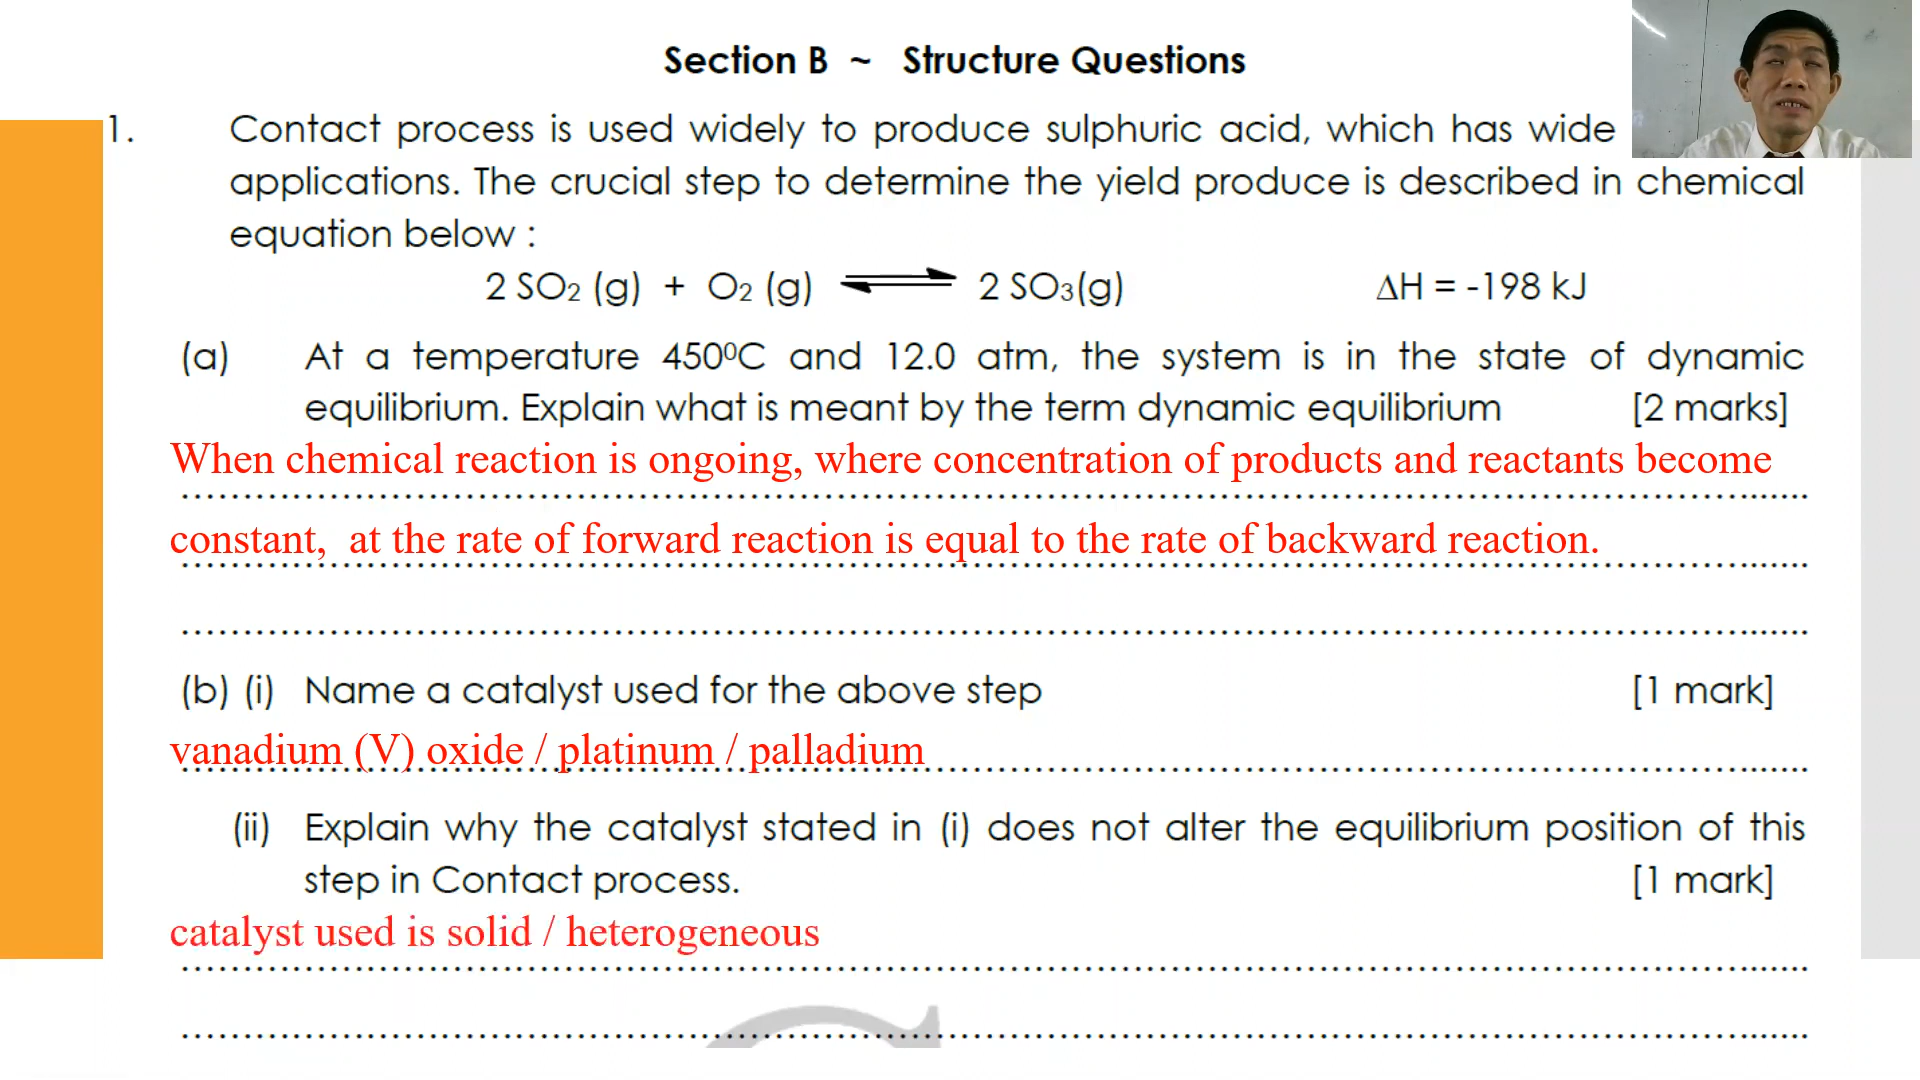 Section B ~ Structure Questions
1. Contact process is used widely to produce sulphuric acid, which has wide
applications. The crucial step to determine the yield produce is described in chemical
equation below :
2 SO₂ (g) + O₂ (g) ⇌ 2 SO₃(g) ΔH = -198 kJ
(a) At a temperature 450⁰C and 12.0 atm, the system is in the state of dynamic
equilibrium. Explain what is meant by the term dynamic equilibrium [2 marks]
When chemical reaction is ongoing, where concentration of products and reactants become
constant, at the rate of forward reaction is equal to the rate of backward reaction.
(b) (i) Name a catalyst used for the above step [1 mark]
vanadium (V) oxide / platinum / palladium
(ii) Explain why the catalyst stated in (i) does not alter the equilibrium position of this
step in Contact process. [1 mark]
catalyst used is solid / heterogeneous